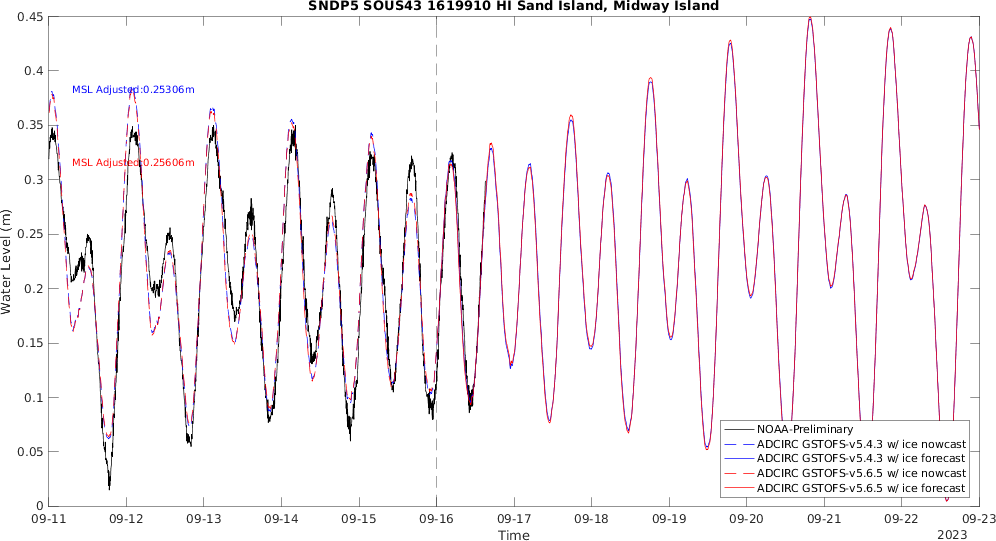 SNDP5 SOUS43 1619910 HI Sand Island, Midway Island
Water Level (m)
0.45
0.4
0.35
0.3
0.25
0.2
0.15
0.1
0.05
0
MSL Adjusted:0.25306m
MSL Adjusted:0.25606m
NOAA-Preliminary
ADCIRC GSTOFS-v5.4.3 w/ ice nowcast
ADCIRC GSTOFS-v5.4.3 w/ ice forecast
ADCIRC GSTOFS-v5.6.5 w/ ice nowcast
ADCIRC GSTOFS-v5.6.5 w/ ice forecast
09-11 09-12 09-13 09-14 09-15 09-16 09-17 09-18 09-19 09-20 09-21 09-22 09-23
Time
2023